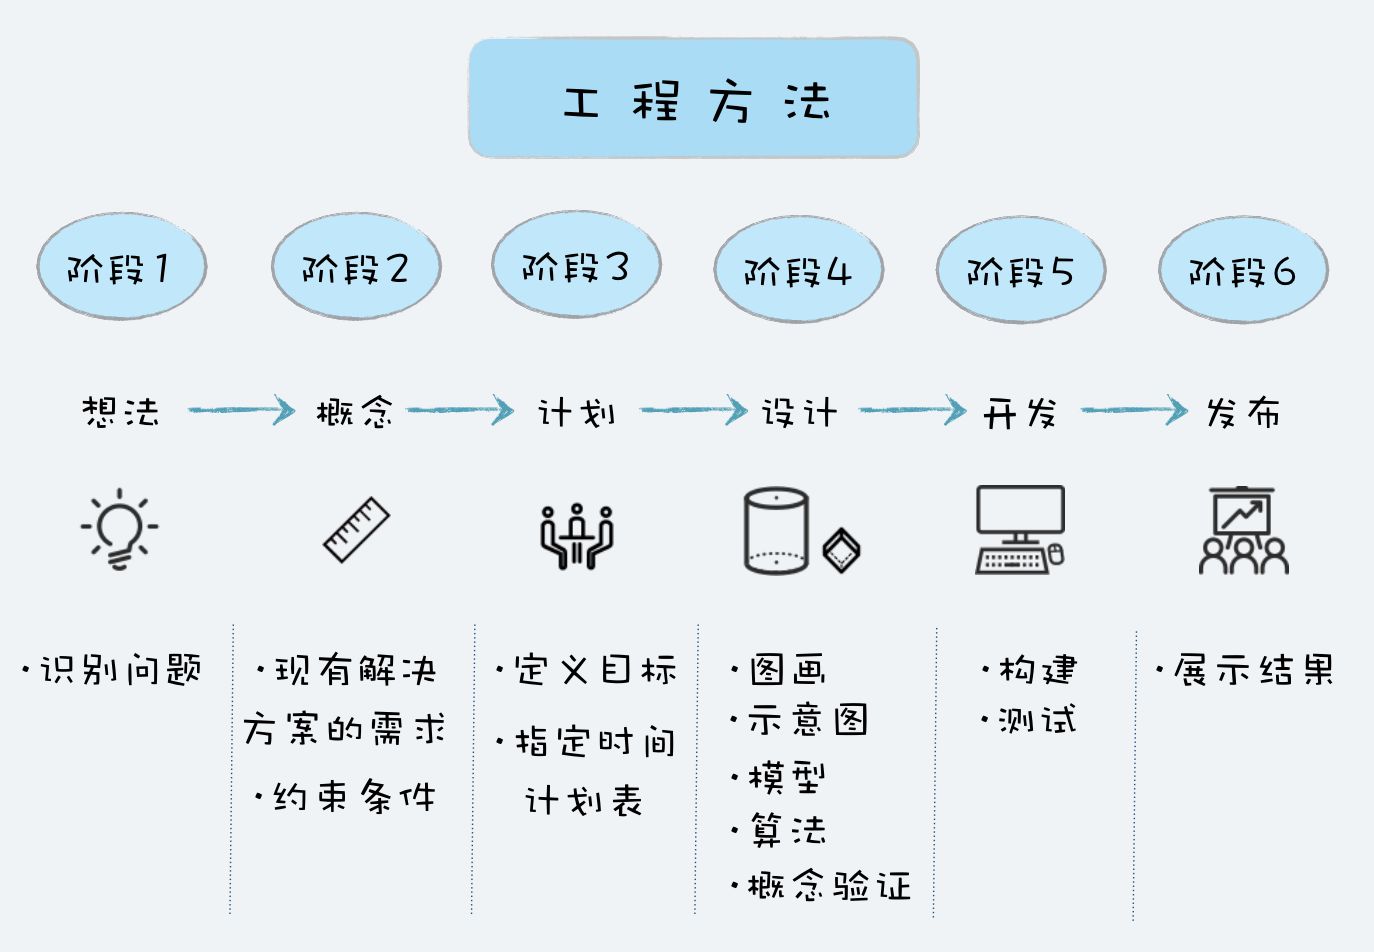 工程方法
阶段1
阶段2
阶段3
阶段4
阶段5
阶段6
想法
概念
计划
设计
开发
发布
·识别问题
·现有解决
方案的需求
·约束条件
·定义目标
·指定时间
计划表
·图画
·示意图
·模型
·算法
·概念验证
·构建
·测试
·展示结果